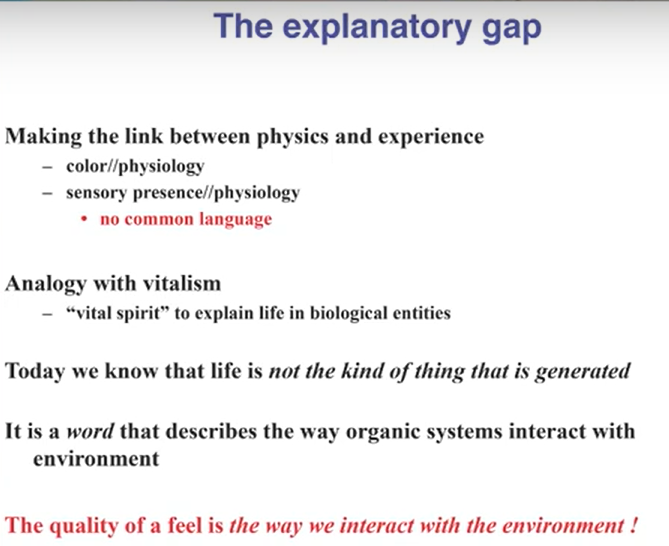 The explanatory gap
Making the link between physics and experience
– color//physiology
– sensory presence//physiology
• no common language
Analogy with vitalism
– “vital spirit” to explain life in biological entities
Today we know that life is not the kind of thing that is generated
It is a word that describes the way organic systems interact with
environment
The quality of a feel is the way we interact with the environment !